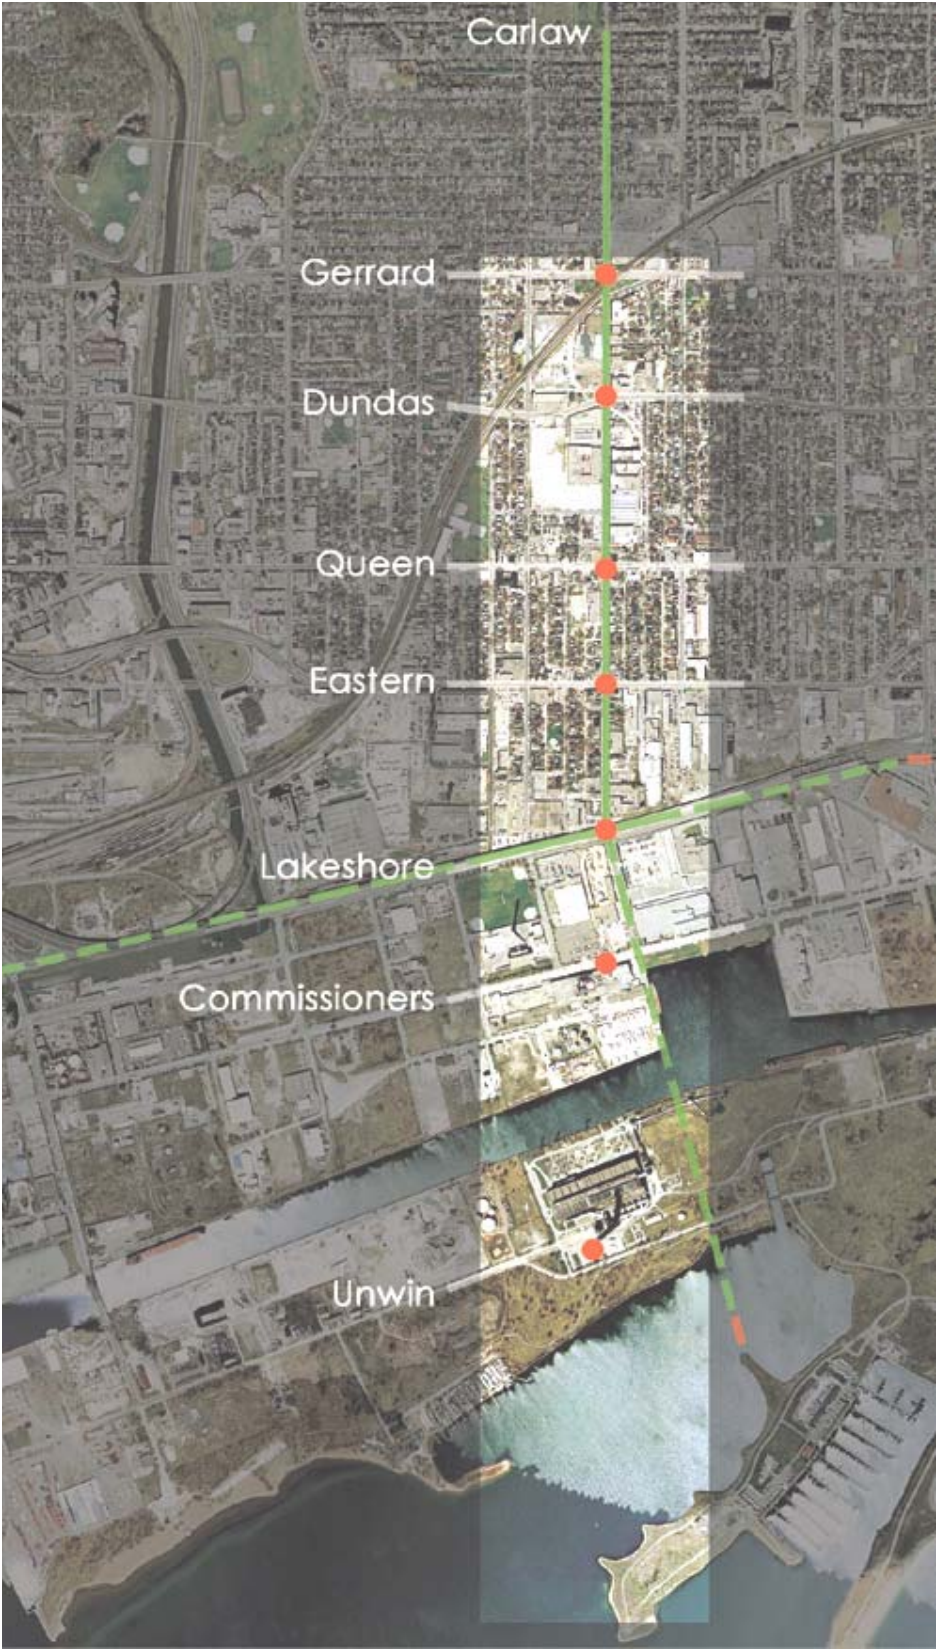 Carlaw
Gerrard
Dundas
Queen
Eastern
Lakeshore
Commissioners
Unwin